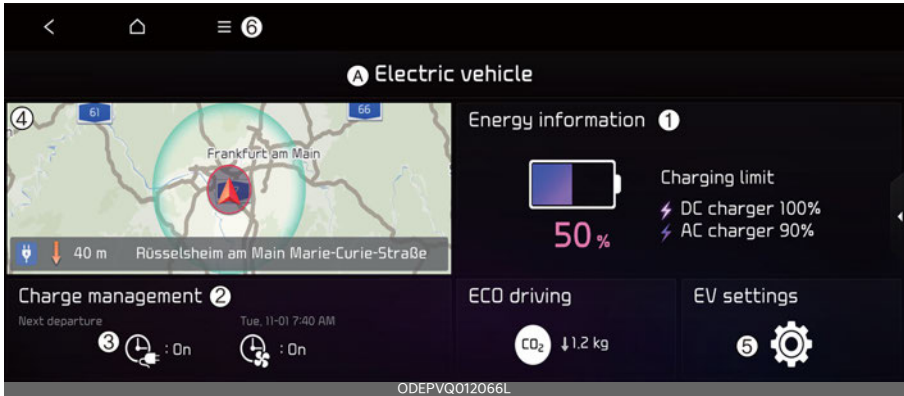 6
A Electric vehicle
4
61
66
Frankfurt am Main
40 m Rüsselsheim am Main Marie-Curie-Straße
Energy information 1
50 %
Charging limit
DC charger 100%
AC charger 90%
Charge management 2
Next departure Tue, 11-01 7:40 AM
3 : On : On
ECO driving
CO₂ ↓1.2 kg
EV settings
5
ODEPVQ012066L